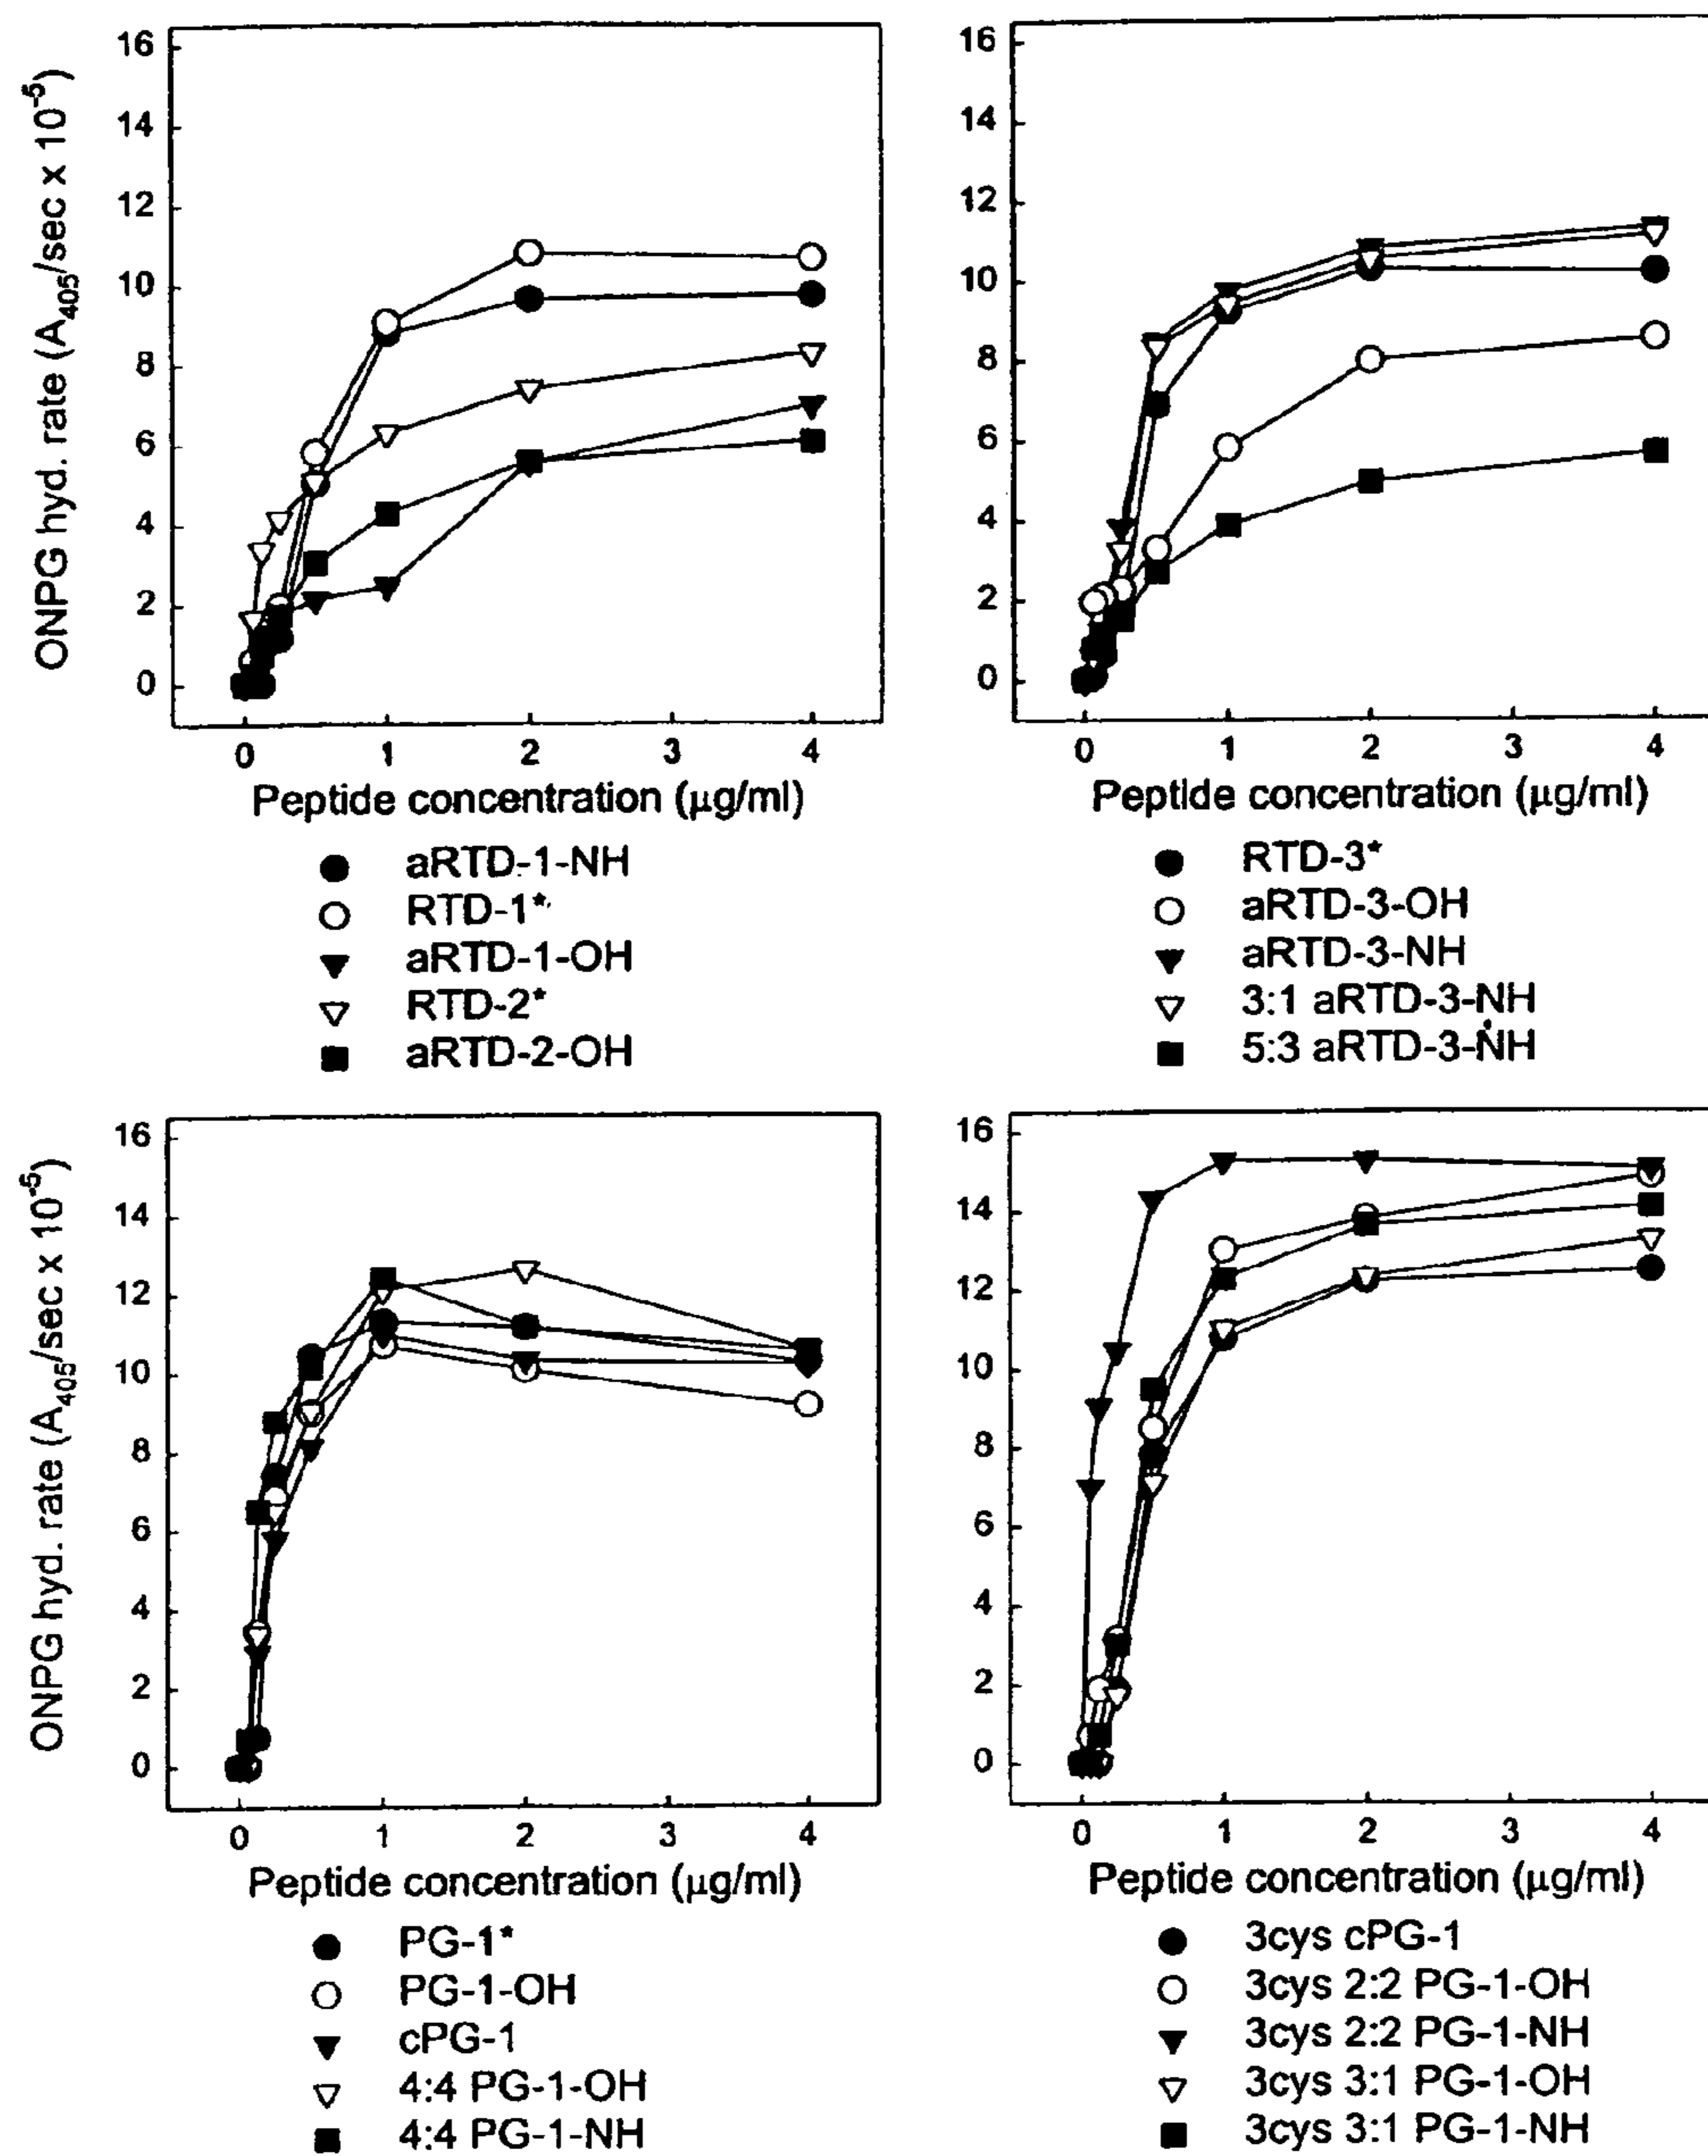 ONPG hyd. rate (A405/sec x 10-5)
16
14
12
10
8
6
4
2
0
0 1 2 3 4
Peptide concentration (µg/ml)
aRTD-1-NH
RTD-1*
aRTD-1-OH
RTD-2*
aRTD-2-OH
16
14
12
10
8
6
4
2
0
0 1 2 3 4
Peptide concentration (µg/ml)
RTD-3*
aRTD-3-OH
aRTD-3-NH
3:1 aRTD-3-NH
5:3 aRTD-3-NH
ONPG hyd. rate (A405/sec x 10-5)
16
14
12
10
8
6
4
2
0
0 1 2 3 4
Peptide concentration (µg/ml)
PG-1*
PG-1-OH
cPG-1
4:4 PG-1-OH
4:4 PG-1-NH
16
14
12
10
8
6
4
2
0
0 1 2 3 4
Peptide concentration (µg/ml)
3cys cPG-1
3cys 2:2 PG-1-OH
3cys 2:2 PG-1-NH
3cys 3:1 PG-1-OH
3cys 3:1 PG-1-NH